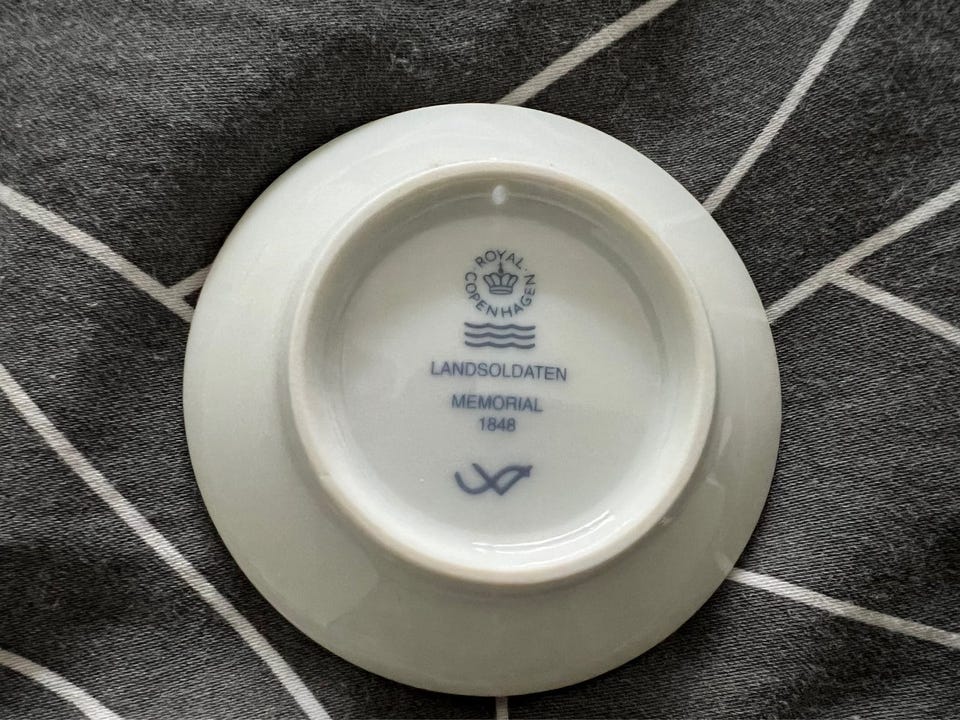 ROYAL · COPENHAGEN
LANDSOLDATEN
MEMORIAL
1848